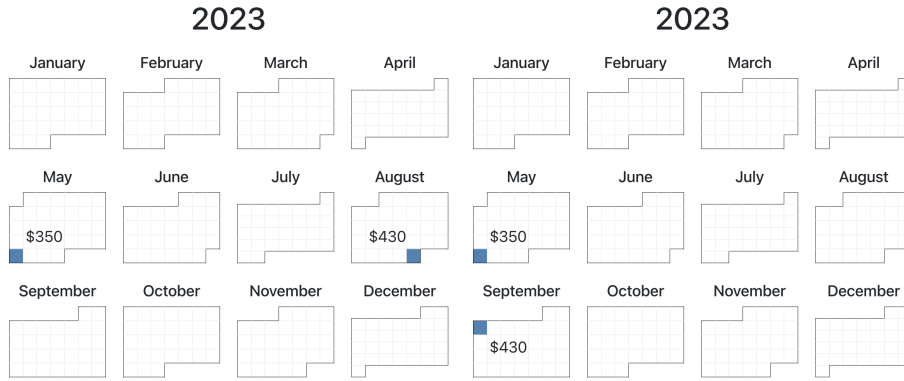 2023 2023
January February March April January February March April
May June July August May June July August
$350 $430 $350
September October November December September October November December
$430